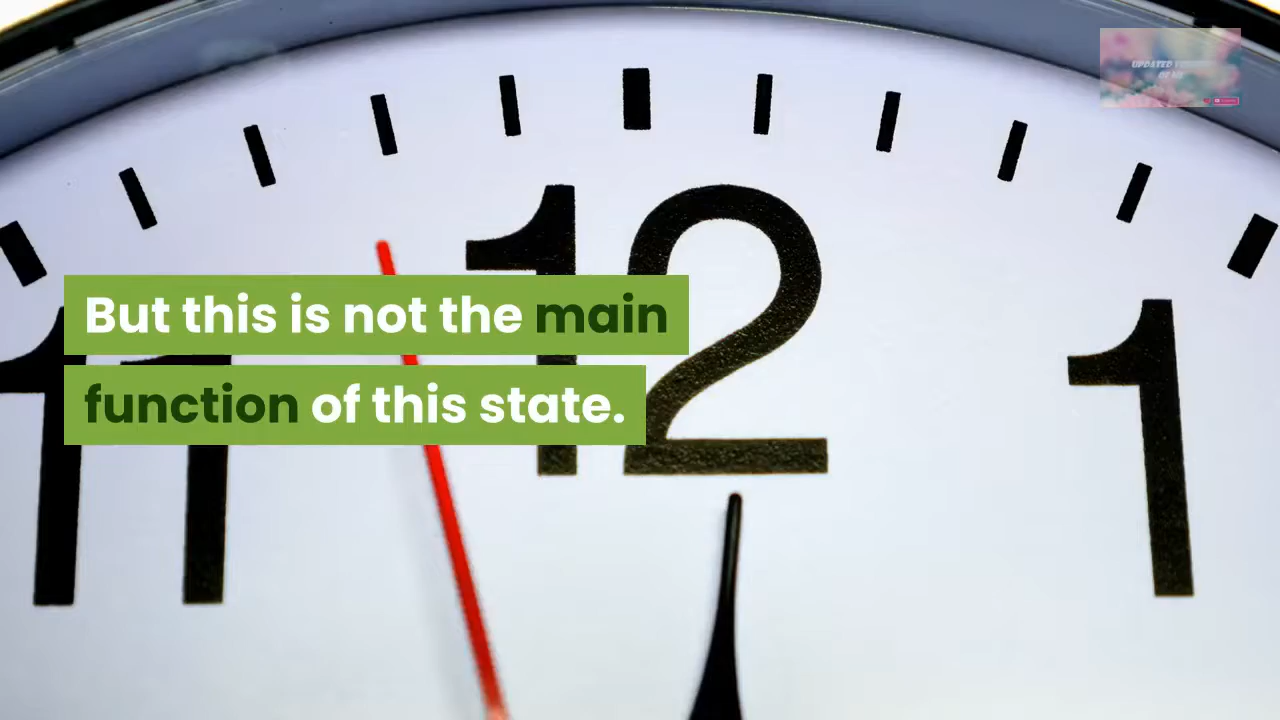 12
But this is not the main
function of this state.
11
1